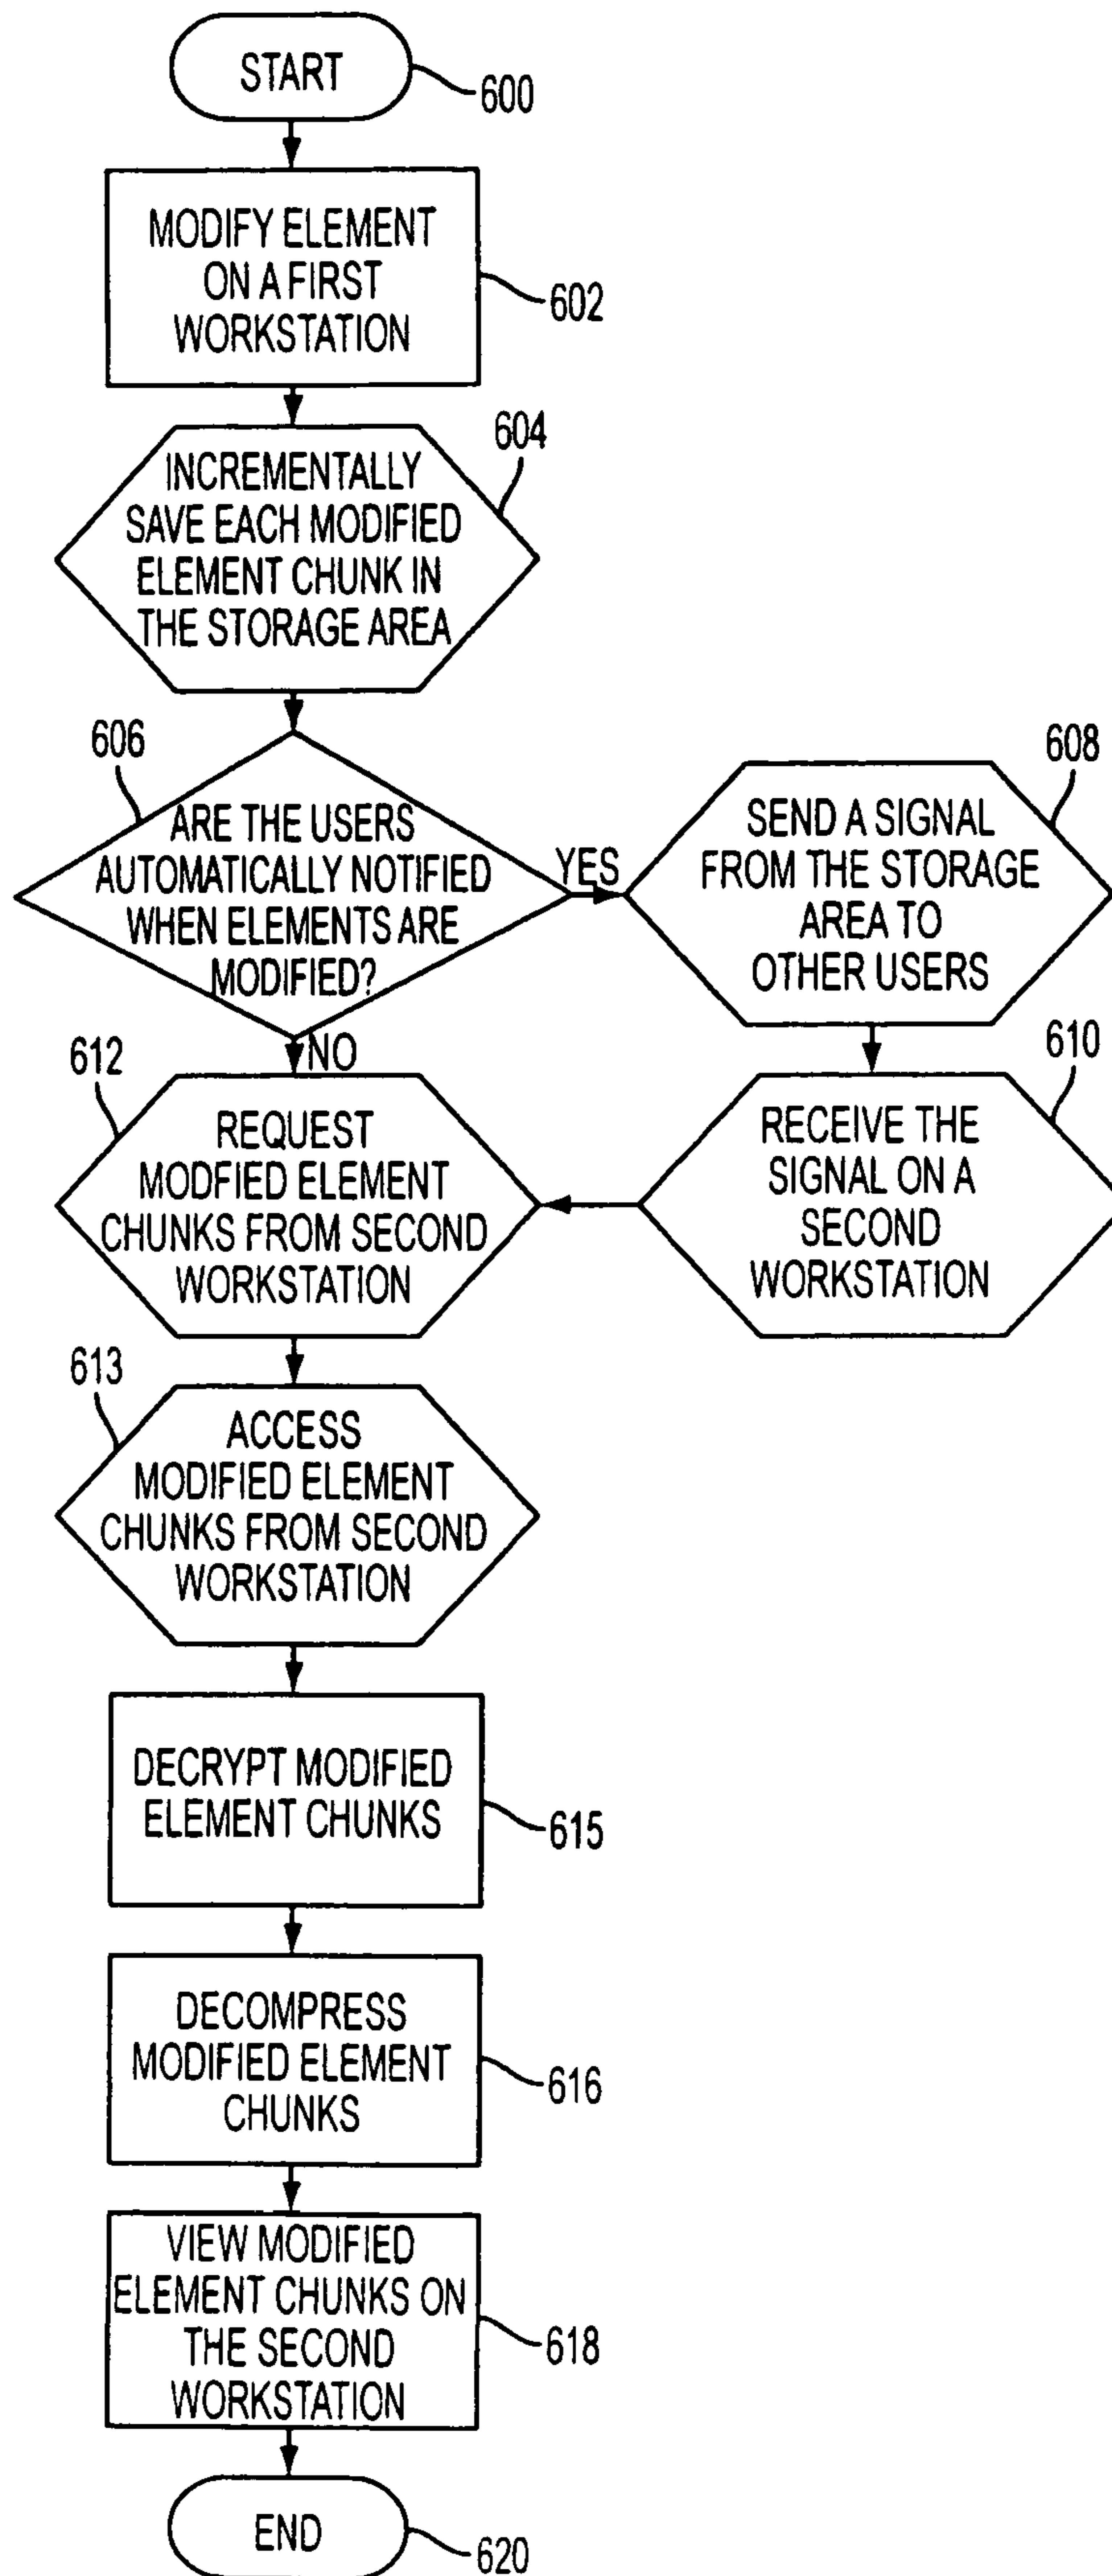 START
600
MODIFY ELEMENT
ON A FIRST
WORKSTATION
602
604
INCREMENTALLY
SAVE EACH MODIFIED
ELEMENT CHUNK IN
THE STORAGE AREA
606
ARE THE USERS
AUTOMATICALLY NOTIFIED
WHEN ELEMENTS ARE
MODIFIED?
YES
608
SEND A SIGNAL
FROM THE STORAGE
AREA TO
OTHER USERS
NO
610
RECEIVE THE
SIGNAL ON A
SECOND
WORKSTATION
612
REQUEST
MODFIED ELEMENT
CHUNKS FROM SECOND
WORKSTATION
613
ACCESS
MODIFIED ELEMENT
CHUNKS FROM SECOND
WORKSTATION
DECRYPT MODIFIED
ELEMENT CHUNKS
615
DECOMPRESS
MODIFIED ELEMENT
CHUNKS
616
VIEW MODIFIED
ELEMENT CHUNKS ON
THE SECOND
WORKSTATION
618
END
620